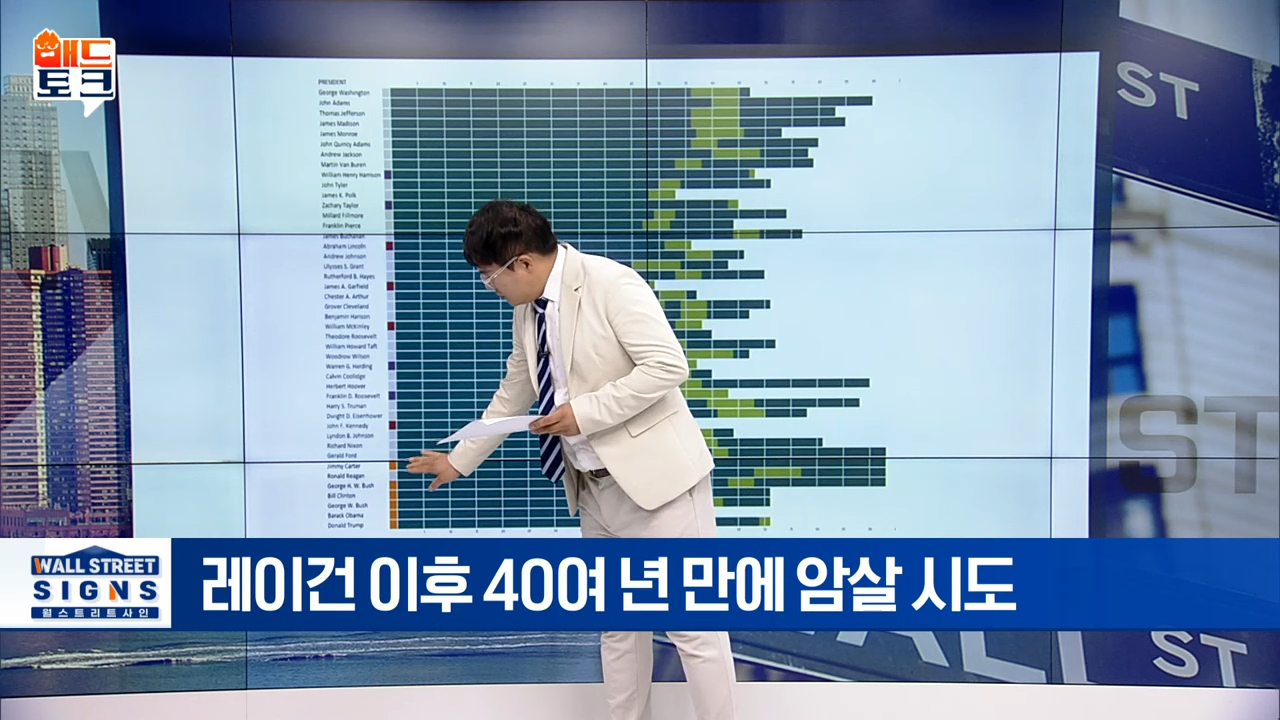 매드
토크
PRESIDENT
George Washington
John Adams
Thomas Jefferson
James Madison
James Monroe
John Quincy Adams
Andrew Jackson
Martin Van Buren
William Henry Harrison
John Tyler
James K. Polk
Zachary Taylor
Millard Fillmore
Franklin Pierce
James Buchanan
Abraham Lincoln
Andrew Johnson
Ulysses S. Grant
Rutherford B. Hayes
James A. Garfield
Chester A. Arthur
Grover Cleveland
Benjamin Harrison
William McKinley
Theodore Roosevelt
William Howard Taft
Woodrow Wilson
Warren G. Harding
Calvin Coolidge
Herbert Hoover
Franklin D. Roosevelt
Harry S. Truman
Dwight D. Eisenhower
John F. Kennedy
Lyndon B. Johnson
Richard Nixon
Gerald Ford
Jimmy Carter
Ronald Reagan
George H. W. Bush
Bill Clinton
George W. Bush
Barack Obama
Donald Trump
ST
ST
WALL STREET
SIGNS
월스트리트사인
레이건 이후 40여 년 만에 암살 시도
WALL
ST